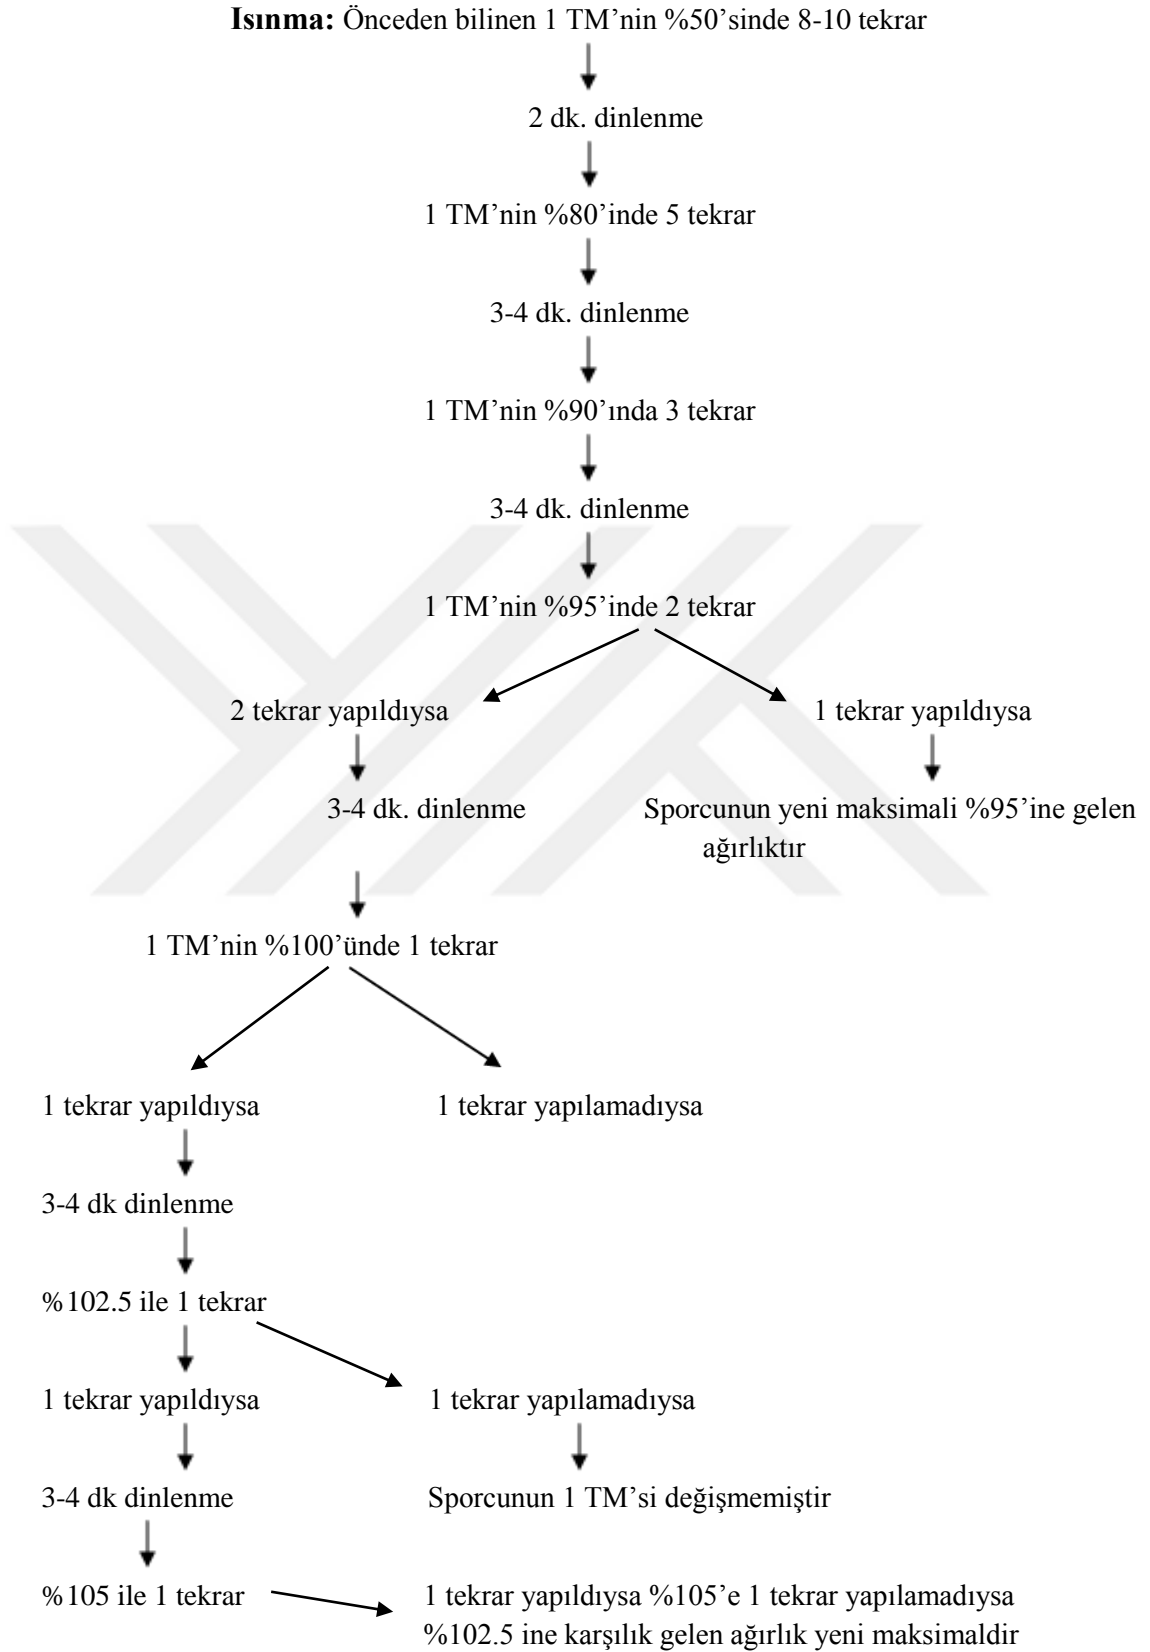 Isınma: Önceden bilinen 1 TM’nin %50’sinde 8-10 tekrar
2 dk. dinlenme
1 TM’nin %80’inde 5 tekrar
3-4 dk. dinlenme
1 TM’nin %90’ında 3 tekrar
3-4 dk. dinlenme
1 TM’nin %95’inde 2 tekrar
2 tekrar yapıldıysa
1 tekrar yapıldıysa
3-4 dk. dinlenme
Sporcunun yeni maksimali %95’ine gelen
ağırlıktır
1 TM’nin %100’ünde 1 tekrar
1 tekrar yapıldıysa
1 tekrar yapılamadıysa
3-4 dk dinlenme
%102.5 ile 1 tekrar
1 tekrar yapıldıysa
1 tekrar yapılamadıysa
3-4 dk dinlenme
Sporcunun 1 TM’si değişmemiştir
%105 ile 1 tekrar
1 tekrar yapıldıysa %105’e 1 tekrar yapılamadıysa
%102.5 ine karşılık gelen ağırlık yeni maksimaldir